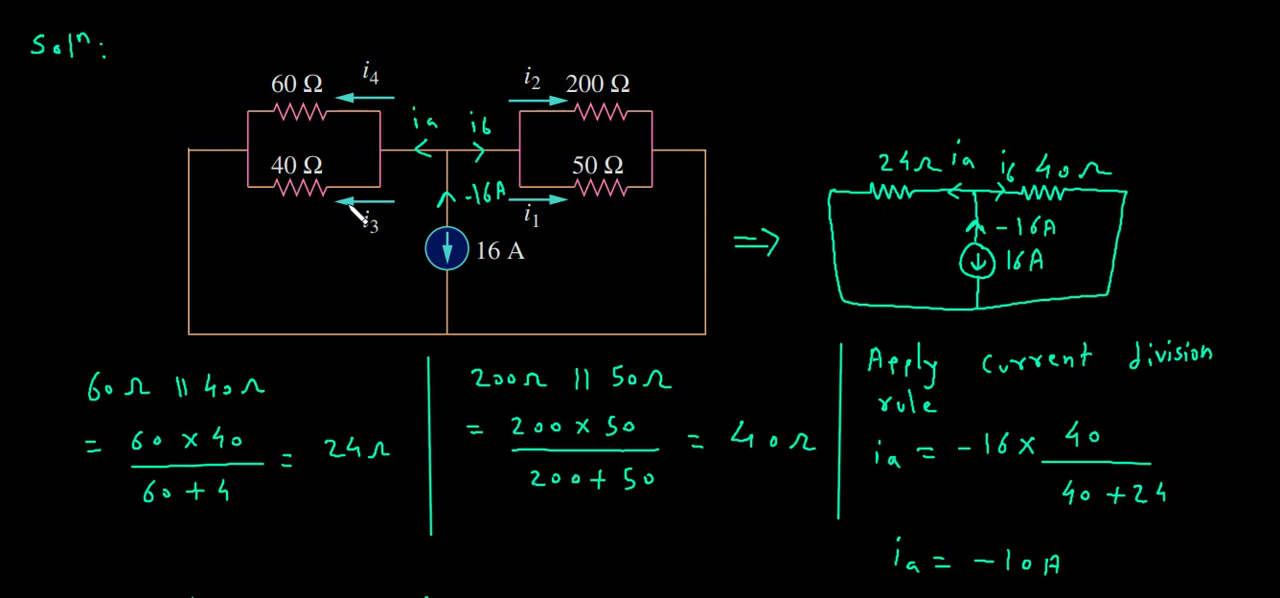 Solⁿ:
60 Ω i4 i2 200 Ω
ia ib
40 Ω 50 Ω
-16A
i3 i1
16 A
24Ω ia ib 40Ω
-16A
16A
⇒
60Ω || 40Ω
= 60 × 40
60 + 4
= 24Ω
200Ω || 50Ω
= 200 × 50
200 + 50
= 40Ω
Apply current division
rule
ia = -16 × 40
40 + 24
ia = -10A